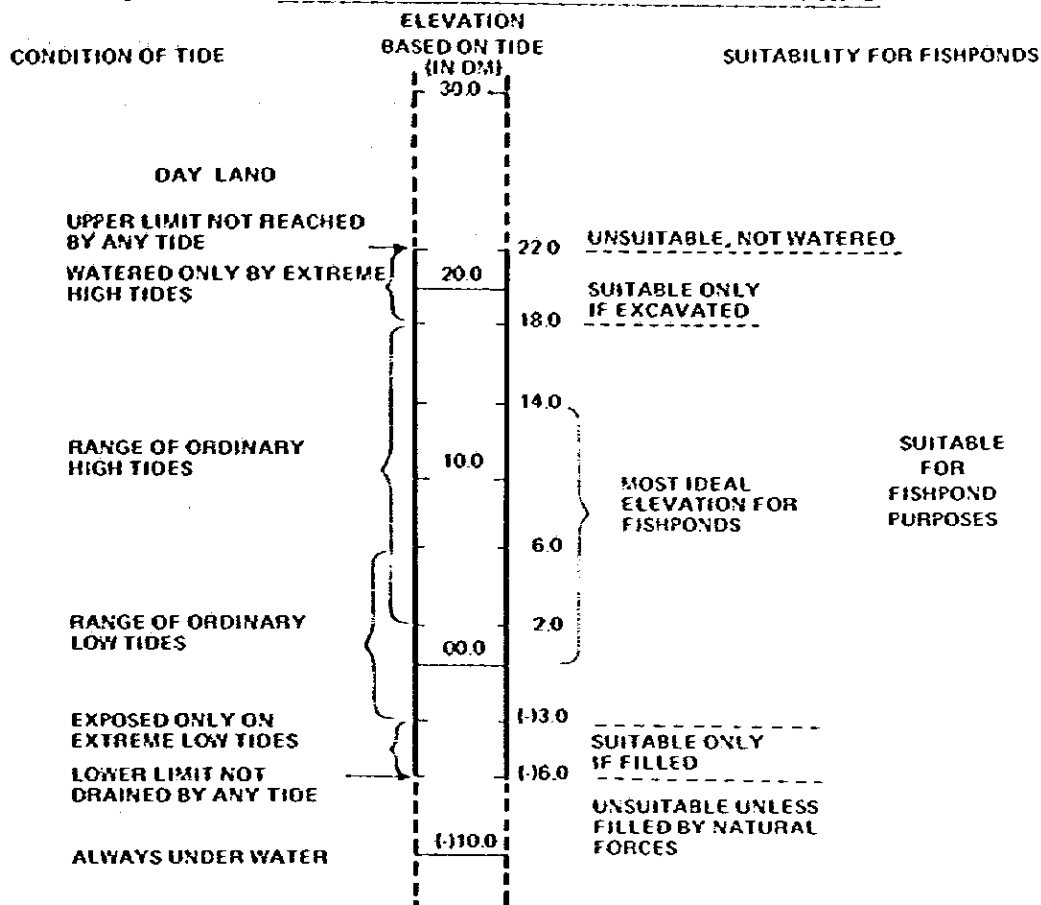 ELEVATION
BASED ON TIDE
(IN DM)
CONDITION OF TIDE
SUITABILITY FOR FISHPONDS
30.0
DAY LAND
UPPER LIMIT NOT REACHED
BY ANY TIDE
22.0
UNSUITABLE, NOT WATERED
WATERED ONLY BY EXTREME
HIGH TIDES
20.0
SUITABLE ONLY
IF EXCAVATED
18.0
14.0
RANGE OF ORDINARY
HIGH TIDES
10.0
MOST IDEAL
ELEVATION FOR
FISHPONDS
SUITABLE
FOR
FISHPOND
PURPOSES
6.0
RANGE OF ORDINARY
LOW TIDES
2.0
00.0
EXPOSED ONLY ON
EXTREME LOW TIDES
(-)3.0
SUITABLE ONLY
IF FILLED
LOWER LIMIT NOT
DRAINED BY ANY TIDE
(-)6.0
UNSUITABLE UNLESS
FILLED BY NATURAL
FORCES
(-)10.0
ALWAYS UNDER WATER